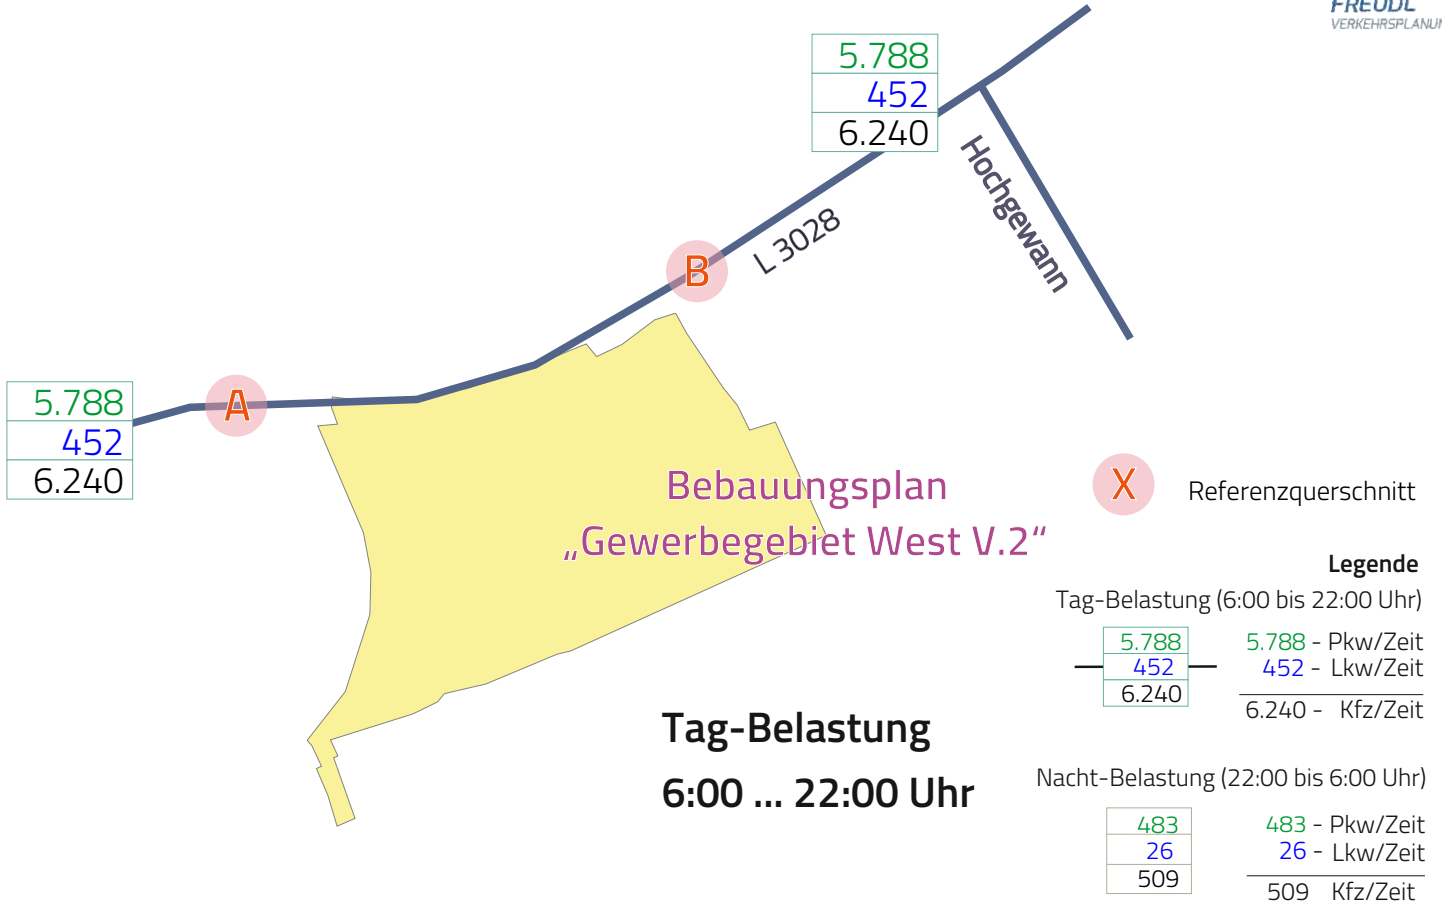 FREUDL
VERKEHRSPLANUN
5.788
452
6.240
Hochgewann
L 3028
B
A
5.788
452
6.240
Bebauungsplan
„Gewerbegebiet West V.2“
X
Referenzquerschnitt
Legende
Tag-Belastung (6:00 bis 22:00 Uhr)
5.788 5.788 - Pkw/Zeit
452 452 - Lkw/Zeit
6.240 6.240 - Kfz/Zeit
Tag-Belastung
6:00 ... 22:00 Uhr
Nacht-Belastung (22:00 bis 6:00 Uhr)
483 483 - Pkw/Zeit
26 26 - Lkw/Zeit
509 509 Kfz/Zeit